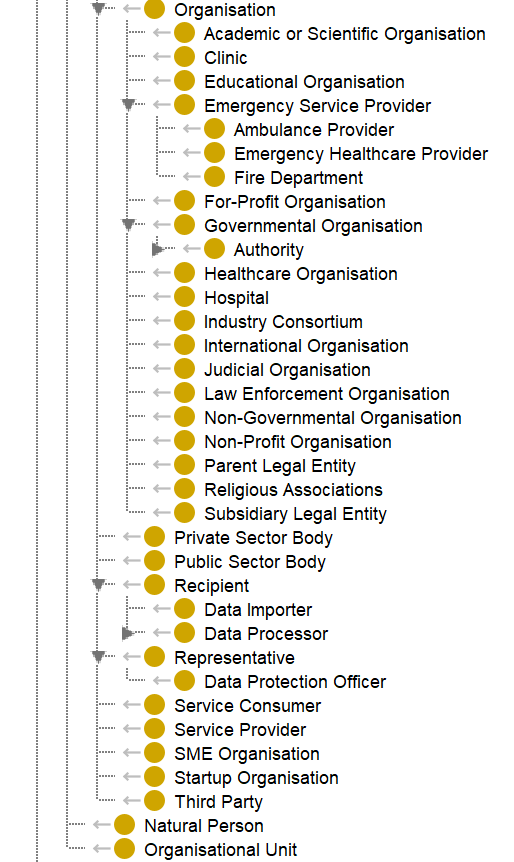 Organisation
Academic or Scientific Organisation
Clinic
Educational Organisation
Emergency Service Provider
Ambulance Provider
Emergency Healthcare Provider
Fire Department
For-Profit Organisation
Governmental Organisation
Authority
Healthcare Organisation
Hospital
Industry Consortium
International Organisation
Judicial Organisation
Law Enforcement Organisation
Non-Governmental Organisation
Non-Profit Organisation
Parent Legal Entity
Religious Associations
Subsidiary Legal Entity
Private Sector Body
Public Sector Body
Recipient
Data Importer
Data Processor
Representative
Data Protection Officer
Service Consumer
Service Provider
SME Organisation
Startup Organisation
Third Party
Natural Person
Organisational Unit